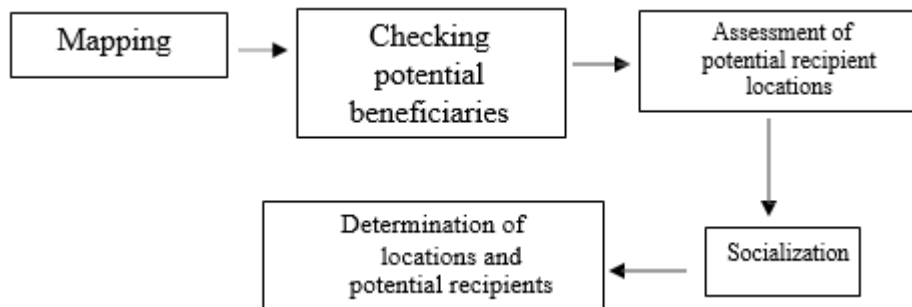 Mapping
Checking
potential
beneficiaries
Assessment of
potential recipient
locations
Socialization
Determination of
locations and
potential recipients